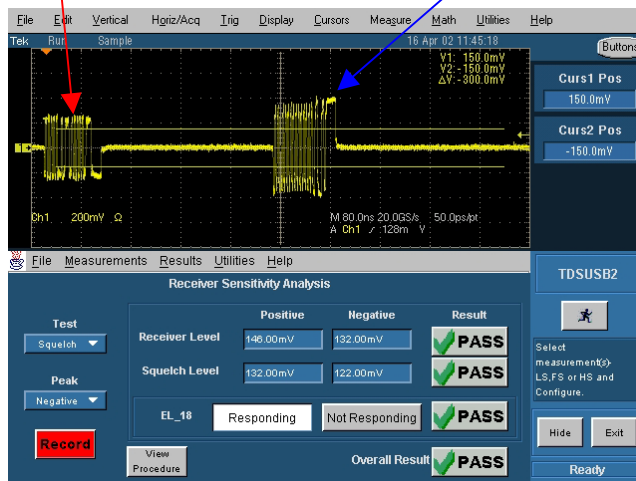 File Edit Vertical Horiz/Acq Trig Display Cursors Measure Math Utilities Help
Tek Run Sample 16 Apr 02 11:45:18
Buttons
V1: 150.0mV
V2: -150.0mV
ΔV: -300.0mV
Curs1 Pos
150.0mV
Curs2 Pos
-150.0mV
Ch1 200mV Ω M 80.0ns 20.0GS/s 50.0ps/pt
A Ch1 / 128m V
File Measurements Results Utilities Help
Receiver Sensitivity Analysis
Positive Negative Result
Test
Squelch
Receiver Level 146.00mV 132.00mV PASS
Squelch Level 132.00mV 122.00mV PASS
Peak
Negative
EL_18 Responding Not Responding PASS
Record
View
Procedure
Overall Result PASS
TDSUSB2
Select
measurement(s)-
LS,FS or HS and
Configure.
Hide Exit
Ready